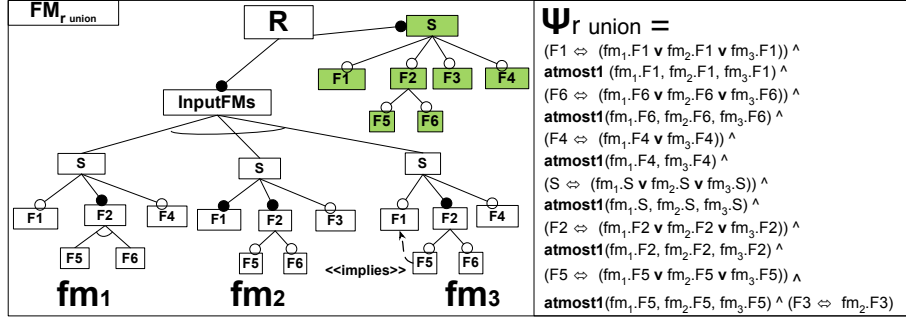 FM r union
R
S
F1 F2 F3 F4
F5 F6
InputFMs
S S S
F1 F2 F4 F1 F2 F3 F1 F2 F4
F5 F6 F5 F6 F5 F6
<<implies>>
fm1 fm2 fm3
Ψr union =
(F1 ⇔ (fm1.F1 v fm2.F1 v fm3.F1)) ^
atmost1 (fm1.F1, fm2.F1, fm3.F1) ^
(F6 ⇔ (fm1.F6 v fm2.F6 v fm3.F6)) ^
atmost1(fm1.F6, fm2.F6, fm3.F6) ^
(F4 ⇔ (fm1.F4 v fm3.F4)) ^
atmost1(fm1.F4, fm3.F4) ^
(S ⇔ (fm1.S v fm2.S v fm3.S)) ^
atmost1(fm1.S, fm2.S, fm3.S) ^
(F2 ⇔ (fm1.F2 v fm2.F2 v fm3.F2)) ^
atmost1(fm1.F2, fm2.F2, fm3.F2) ^
(F5 ⇔ (fm1.F5 v fm2.F5 v fm3.F5)) ^
atmost1(fm1.F5, fm2.F5, fm3.F5) ^ (F3 ⇔ fm2.F3)